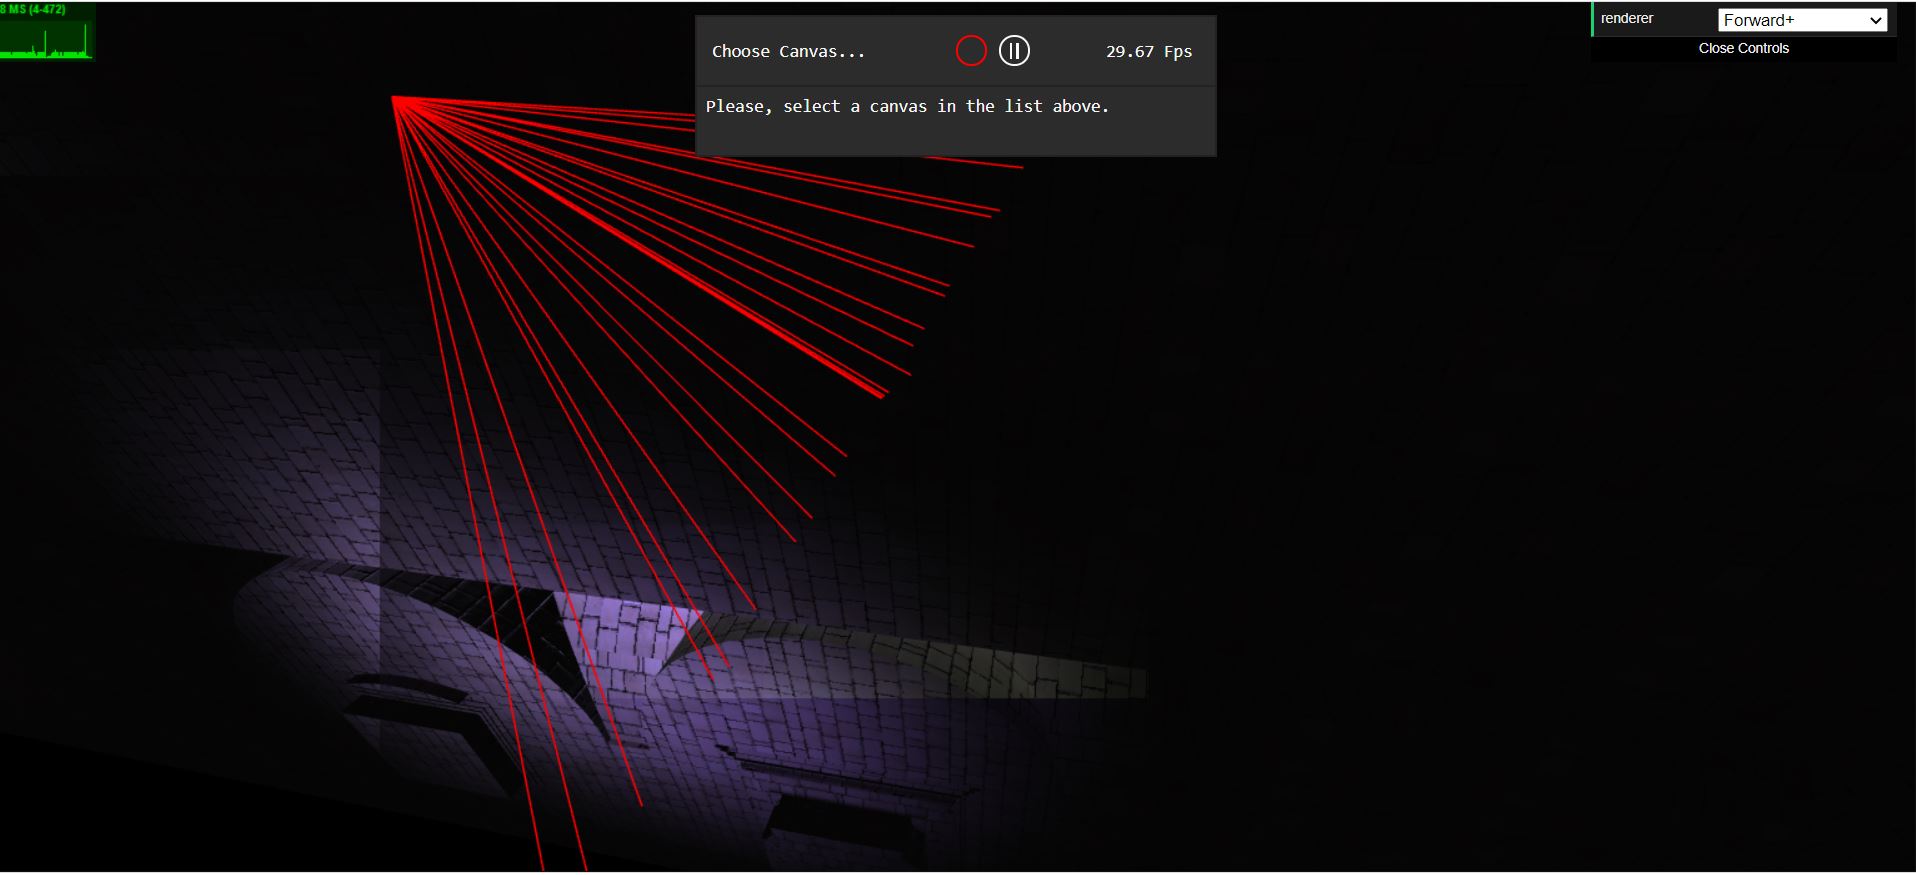 8 MS (4-472)
Choose Canvas...
29.67 Fps
Please, select a canvas in the list above.
renderer
Forward+
Close Controls